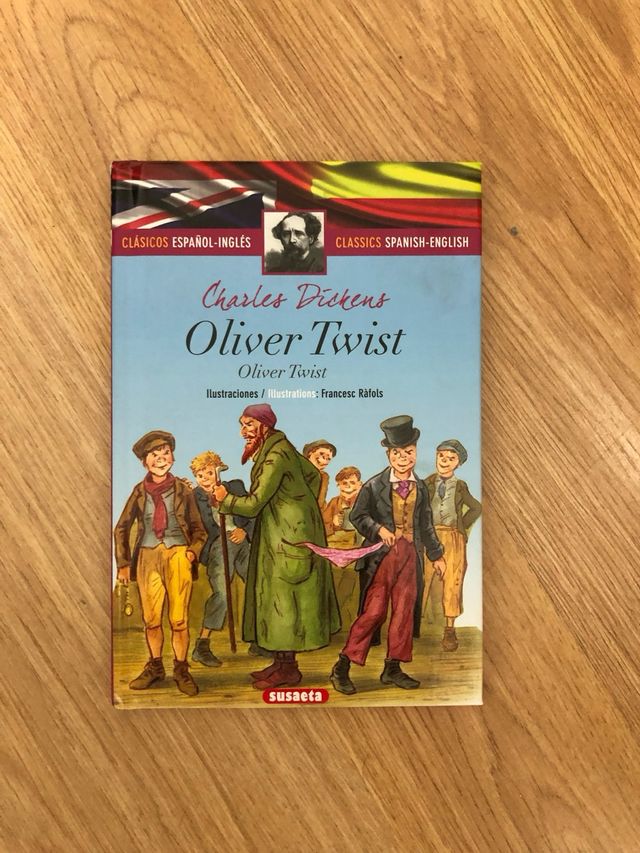 CLÁSICOS ESPAÑOL-INGLÉS
CLASSICS SPANISH-ENGLISH
Charles Dickens
Oliver Twist
Oliver Twist
Ilustraciones / Illustrations: Francesc Ràfols
susaeta